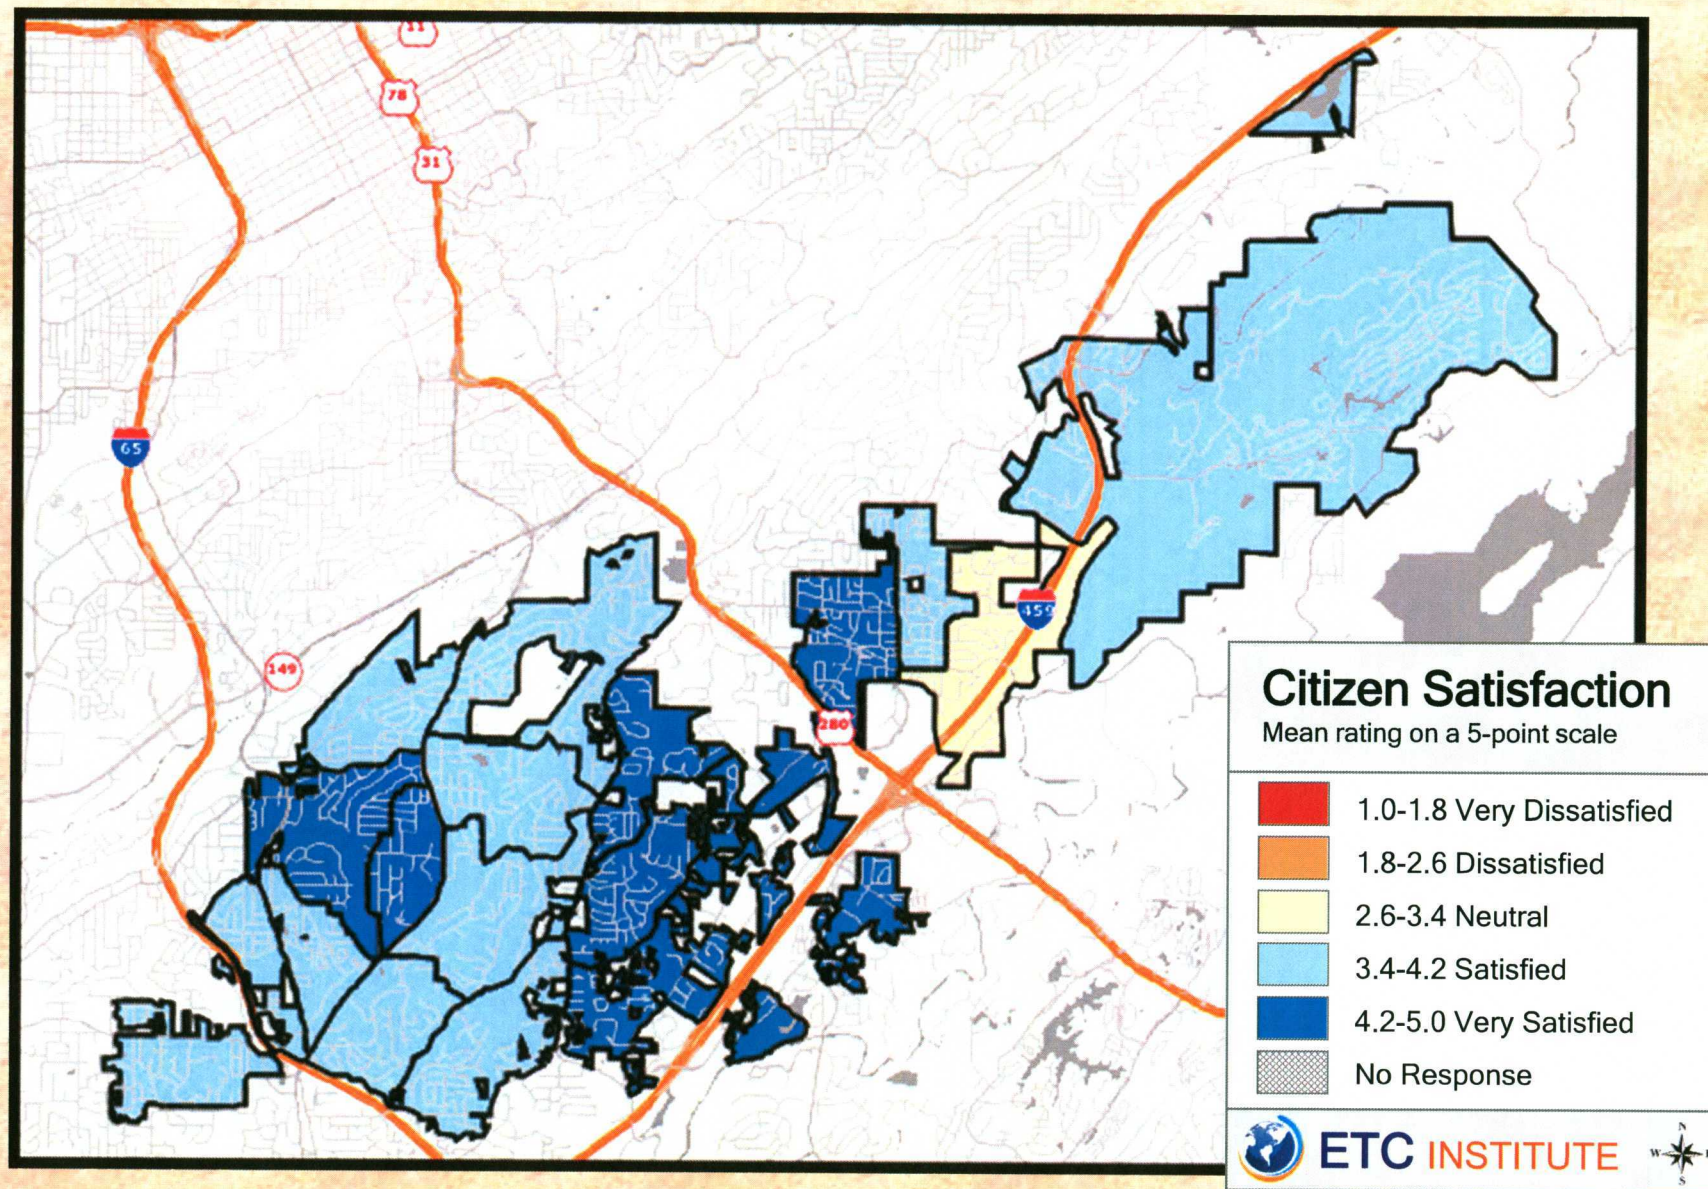 11
78
31
65
149
280
459
Citizen Satisfaction
Mean rating on a 5-point scale
1.0-1.8 Very Dissatisfied
1.8-2.6 Dissatisfied
2.6-3.4 Neutral
3.4-4.2 Satisfied
4.2-5.0 Very Satisfied
No Response
ETC INSTITUTE
N
W
S